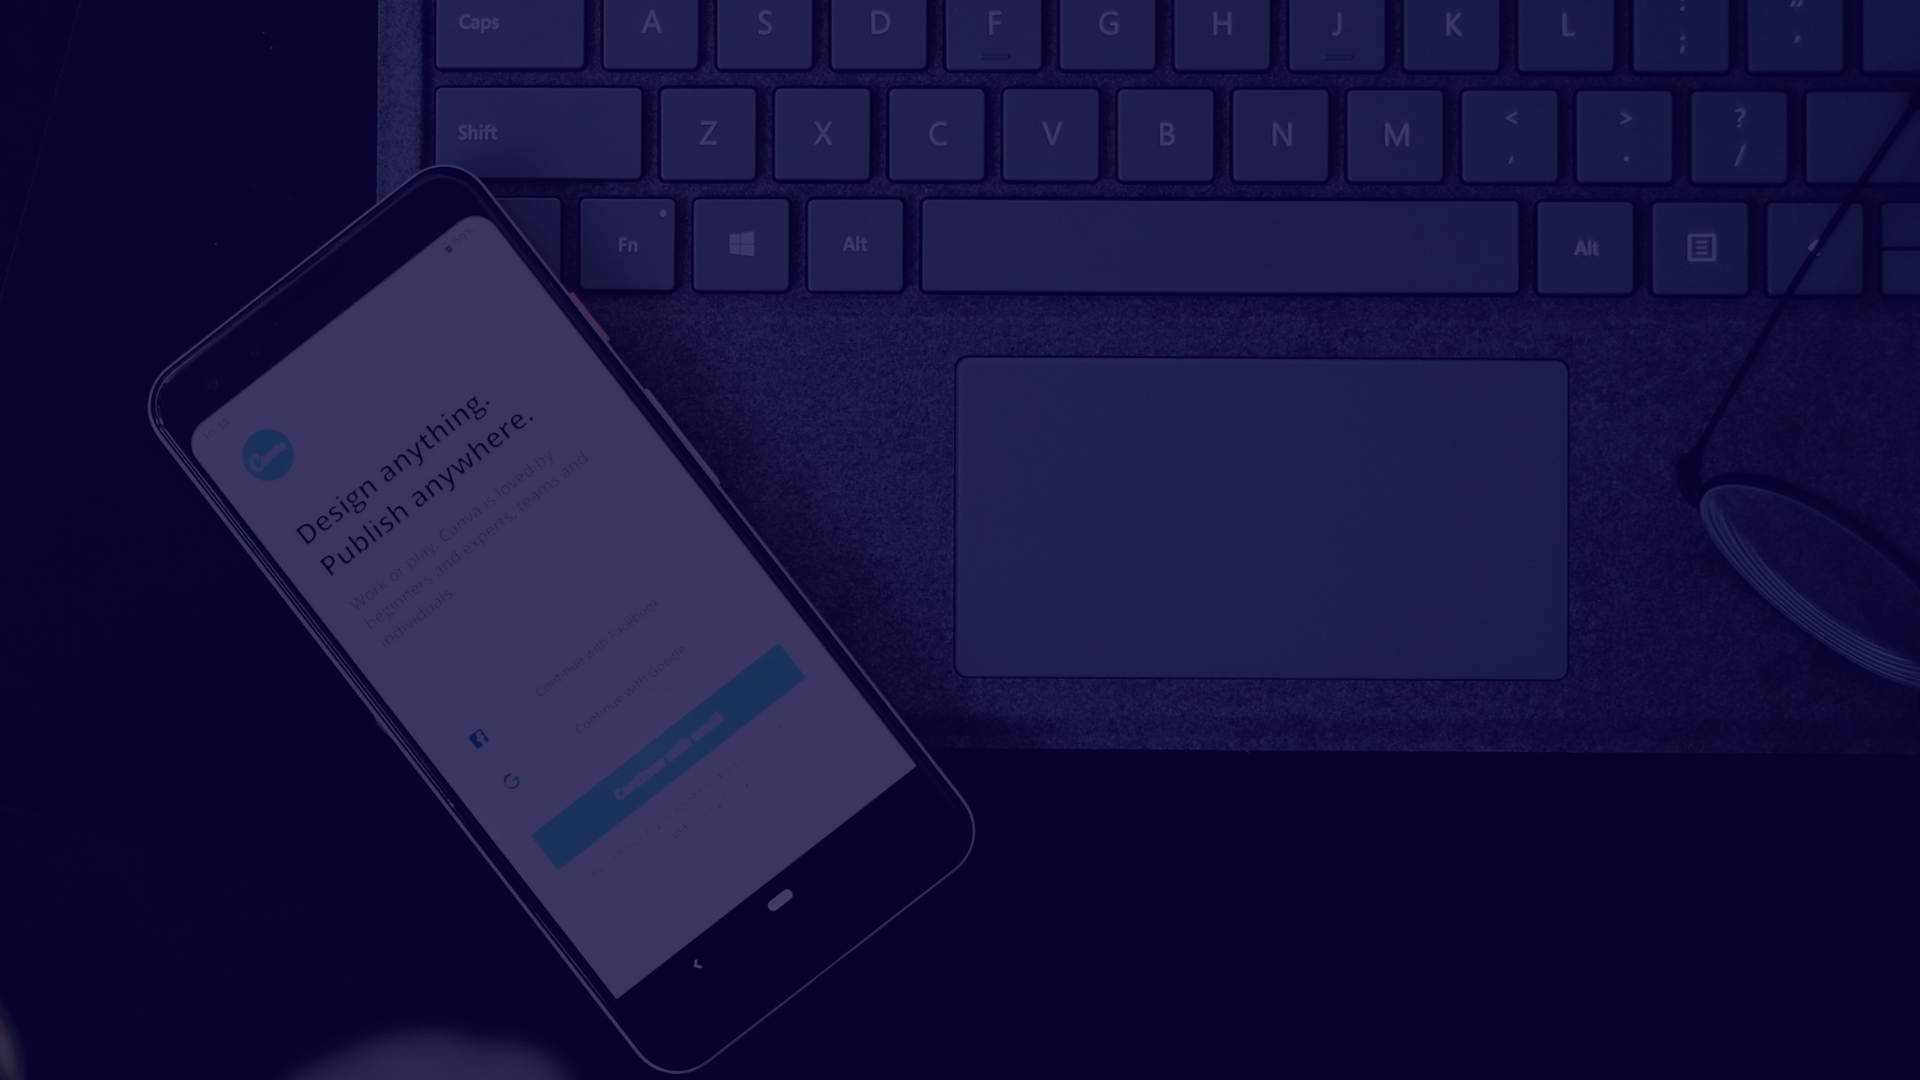 Caps A S D F G H J K L : ; " '
Shift Z X C V B N M < , > . ? /
Fn Alt Alt
Canva
Design anything.
Publish anywhere.
Work or play, Canva is loved by
beginners and experts, teams and
individuals.
Continue with Facebook
Continue with Google
Continue with email